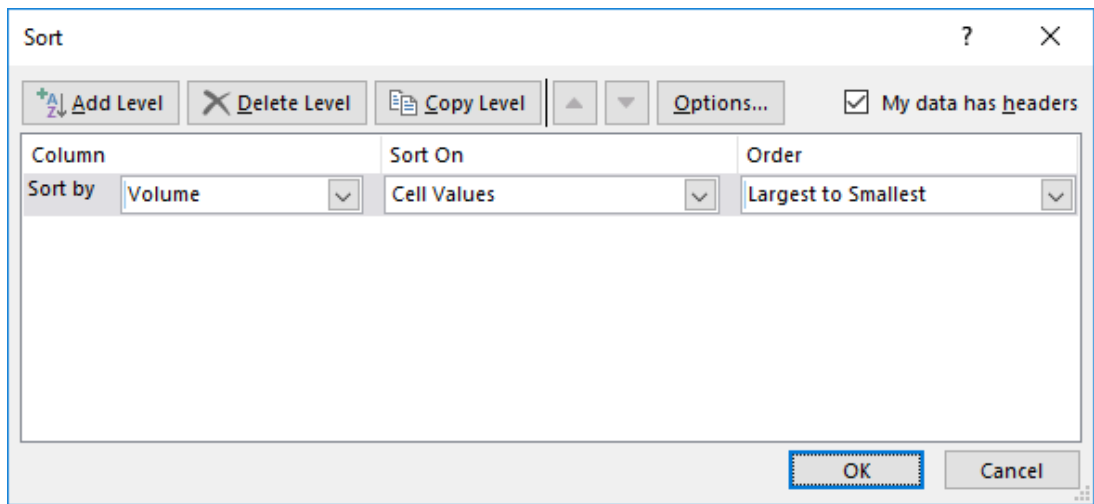 Sort ?
Add Level Delete Level Copy Level Options... My data has headers
Column Sort On Order
Sort by Volume Cell Values Largest to Smallest
OK Cancel